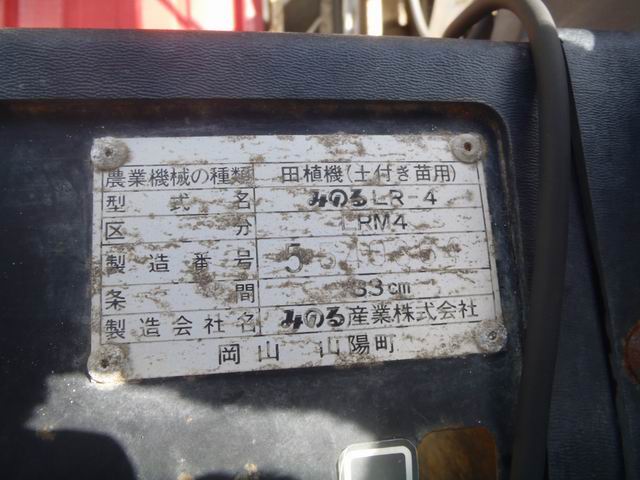 農業機械の種類 田植機(土付き苗用)
型式名 みのるLR-4
区分 LRM4
製造番号
条間 33cm
製造会社名 みのる産業株式会社
岡山 山陽町